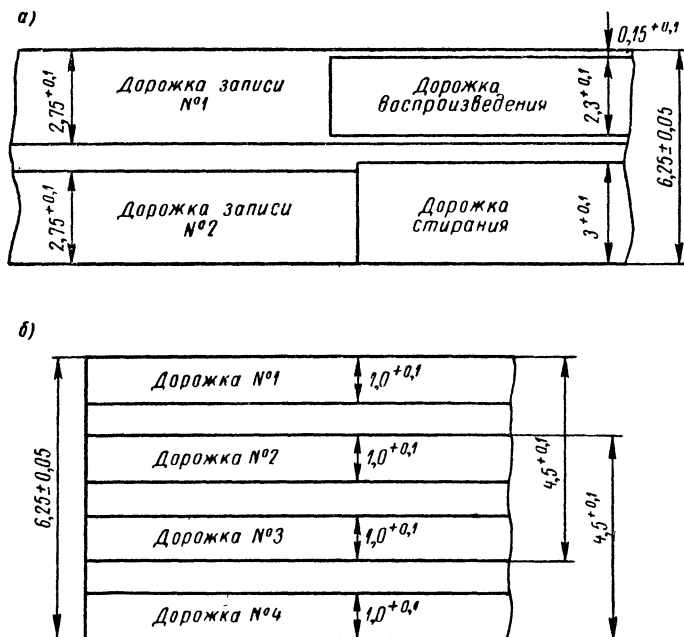 а)
0,15+0,1
2,75+0,1
Дорожка записи
№1
Дорожка
воспроизведения
2,3+0,1
6,25±0,05
2,75+0,1
Дорожка записи
№2
Дорожка
стирания
3+0,1
б)
6,25±0,05
Дорожка №1
1,0+0,1
Дорожка №2
1,0+0,1
4,5+0,1
4,5+0,1
Дорожка №3
1,0+0,1
Дорожка №4
1,0+0,1